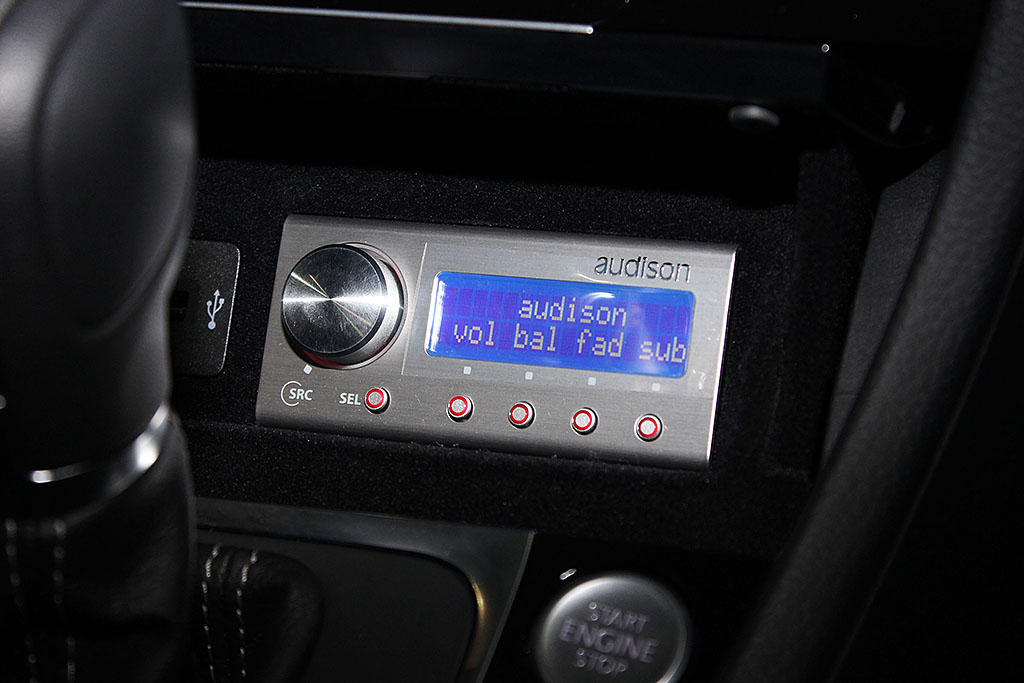 audison
audison
vol bal fad sub
SRC
SEL
START
ENGINE
STOP